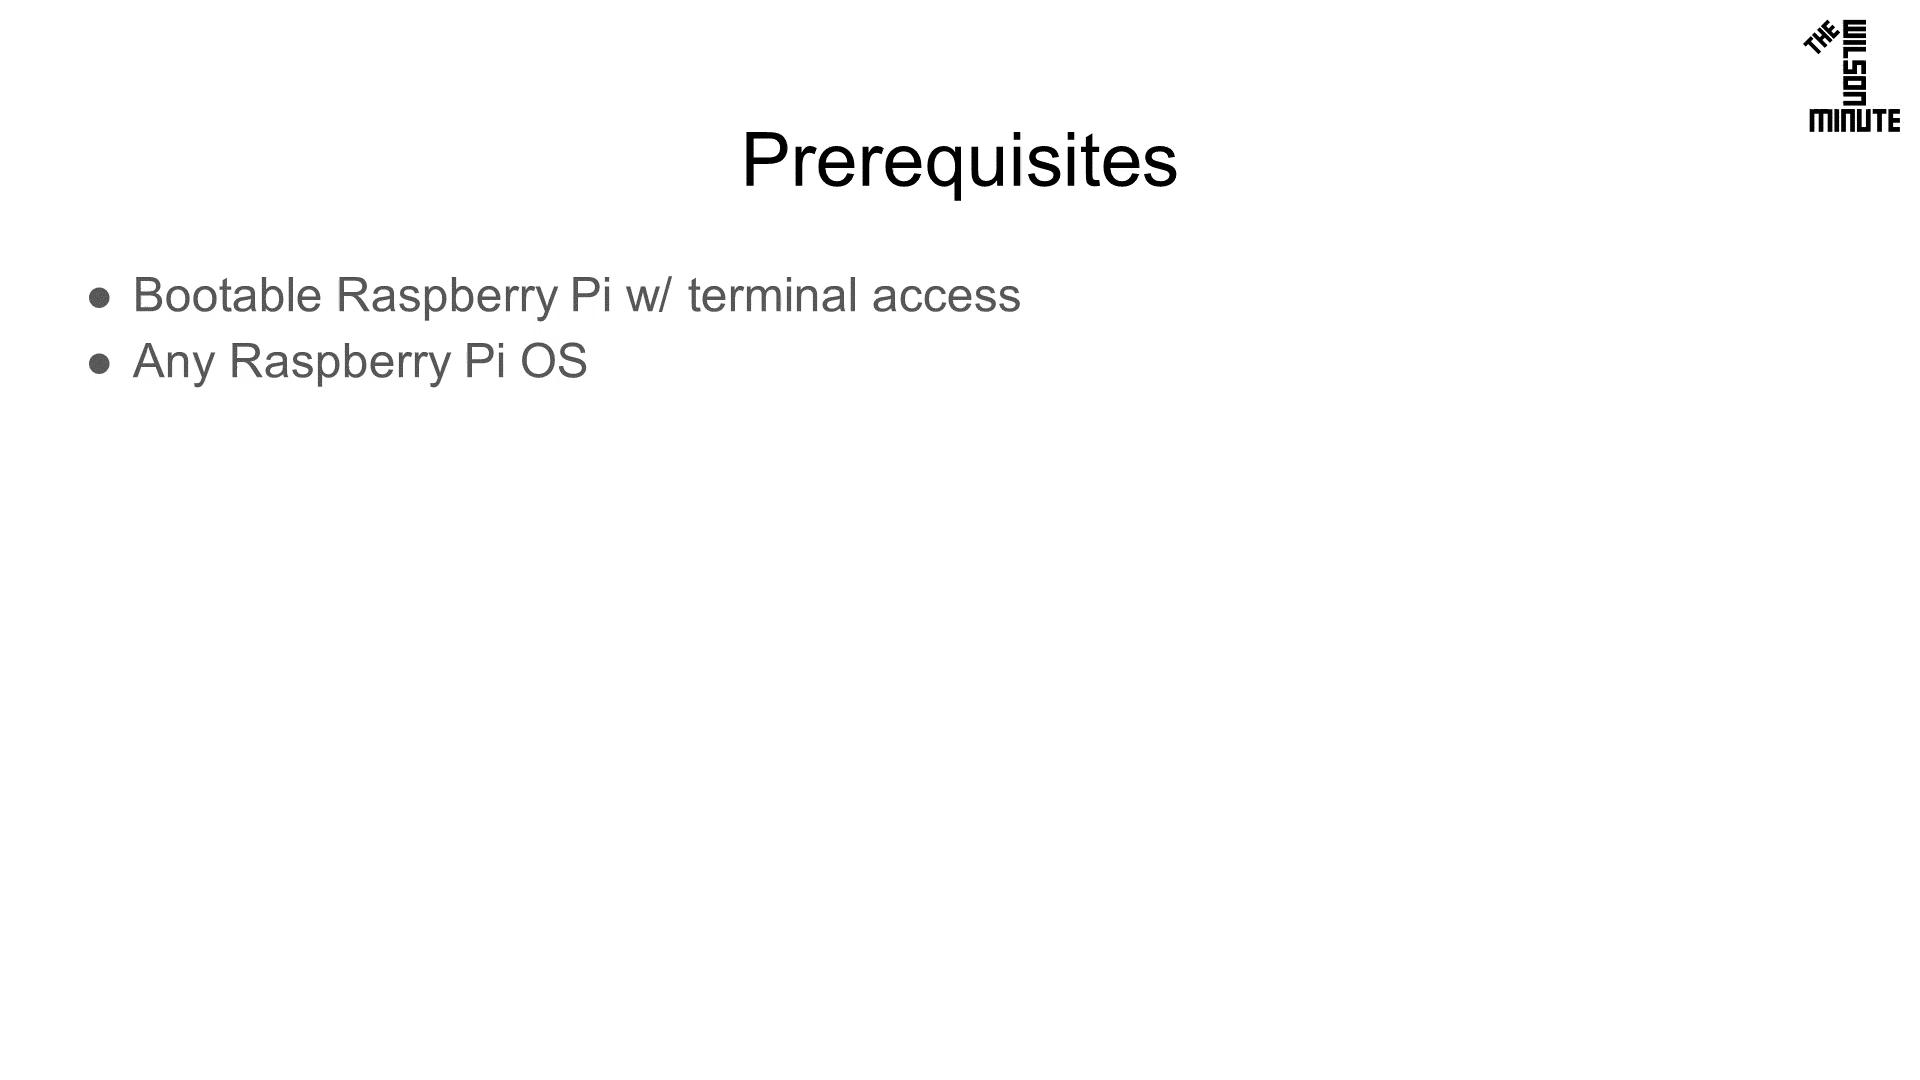 THE
WILSON
MINUTE
Prerequisites
● Bootable Raspberry Pi w/ terminal access
● Any Raspberry Pi OS